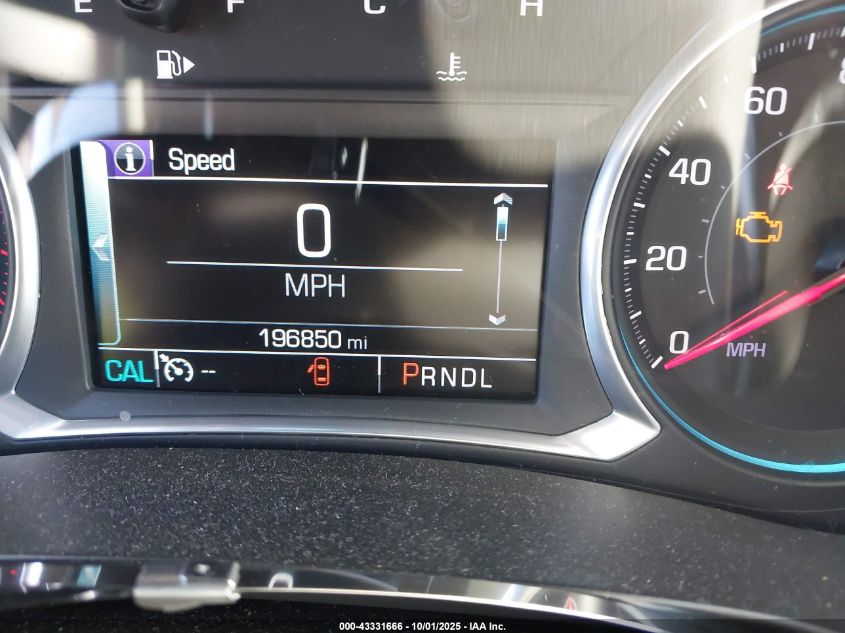 E F C H
Speed
0
MPH
196850 mi
CAL -- PRNDL
60
40
20
0
MPH
000-43331666 - 10/01/2025 - IAA Inc.